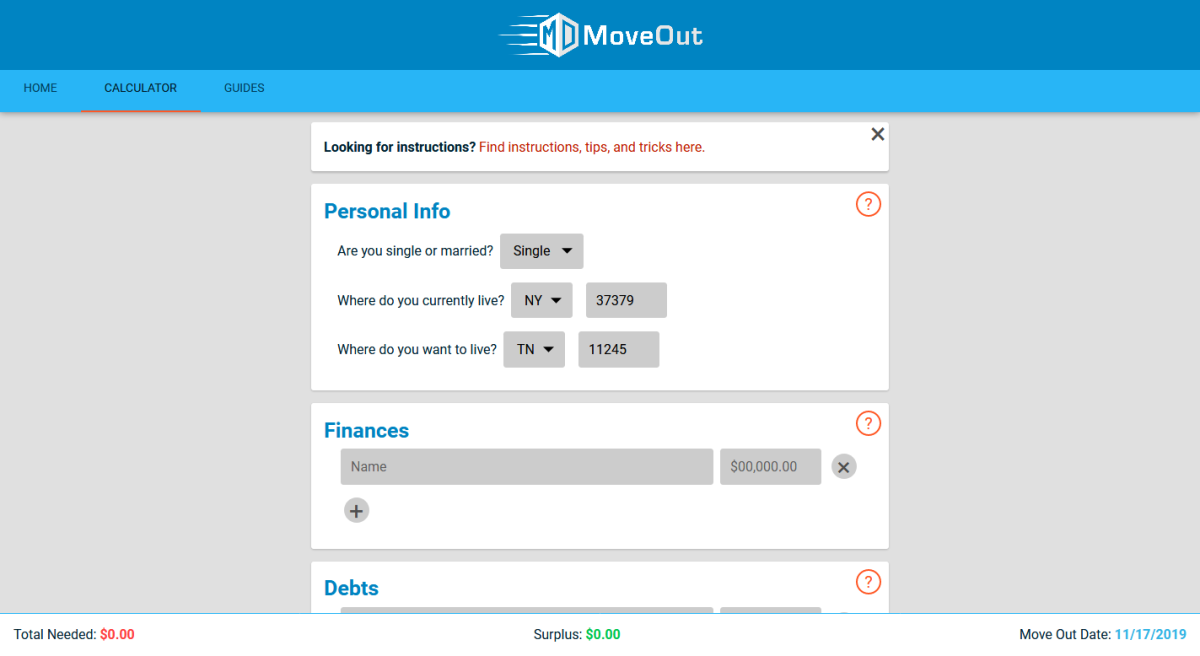 MD MoveOut
HOME CALCULATOR GUIDES
Looking for instructions? Find instructions, tips, and tricks here.
Personal Info ?
Are you single or married? Single
Where do you currently live? NY 37379
Where do you want to live? TN 11245
Finances ?
Name $00,000.00
Debts ?
Total Needed: $0.00 Surplus: $0.00 Move Out Date: 11/17/2019